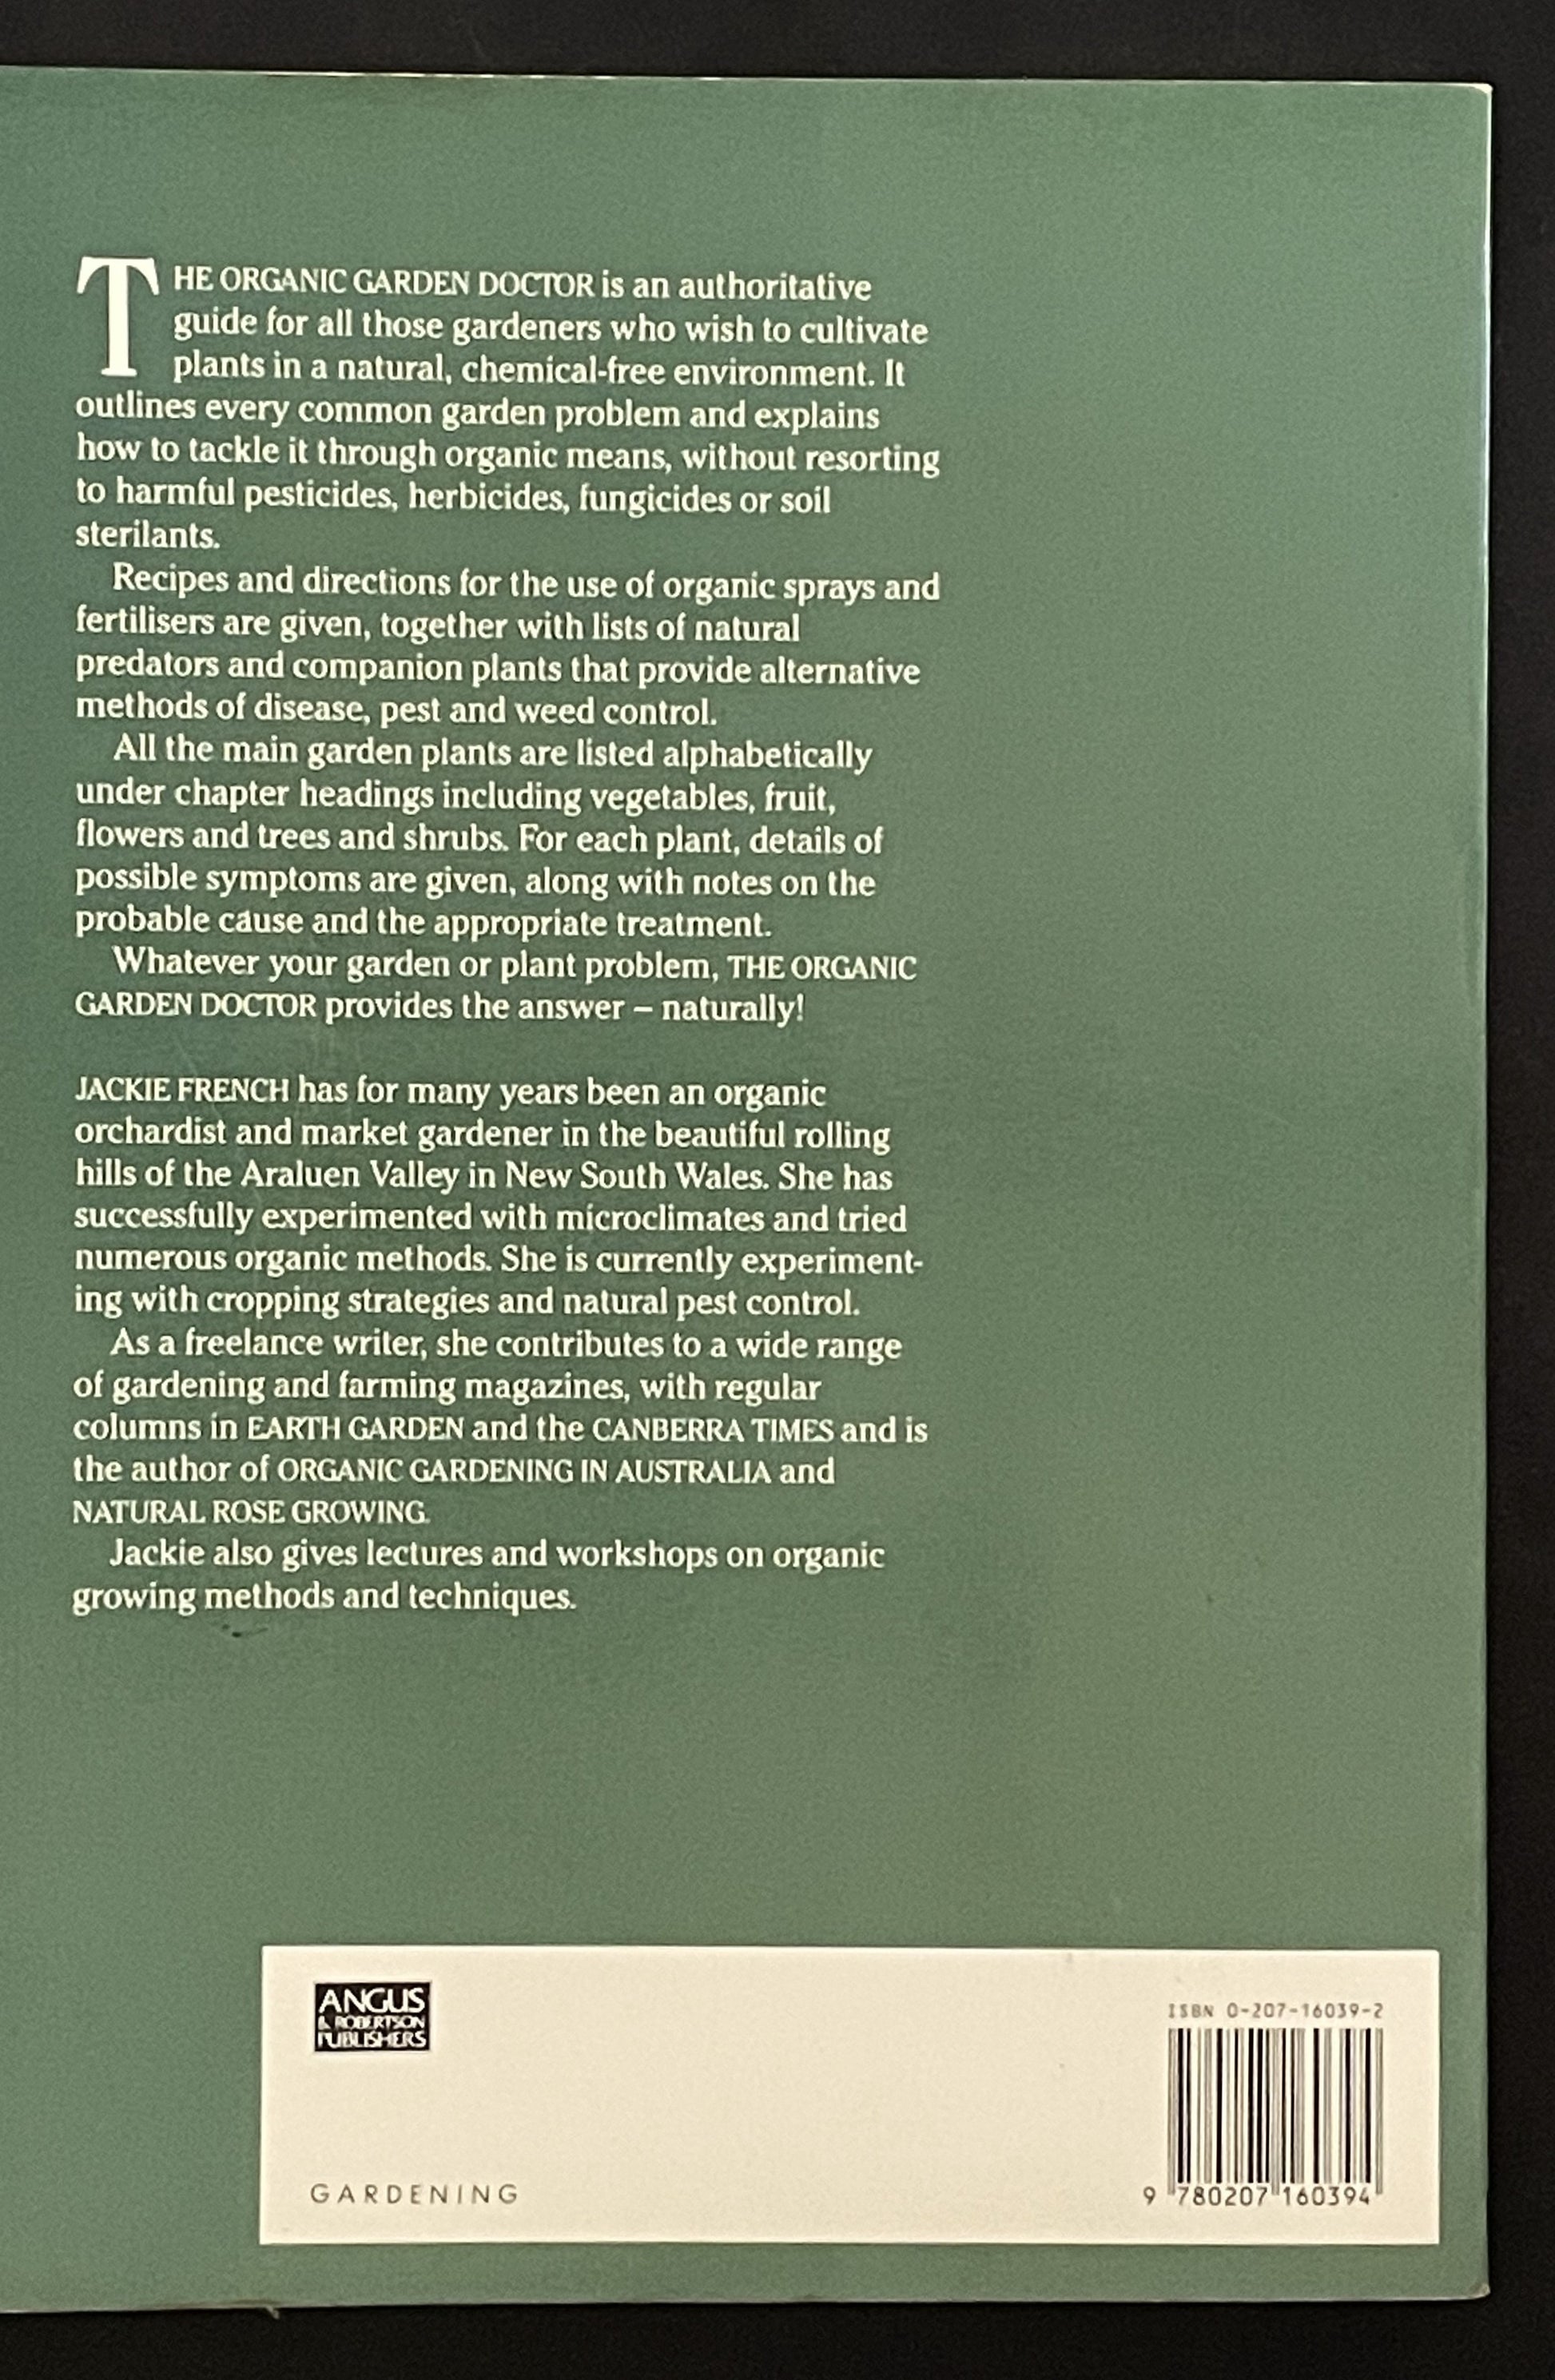 THE ORGANIC GARDEN DOCTOR is an authoritative
guide for all those gardeners who wish to cultivate
plants in a natural, chemical-free environment. It
outlines every common garden problem and explains
how to tackle it through organic means, without resorting
to harmful pesticides, herbicides, fungicides or soil
sterilants.
Recipes and directions for the use of organic sprays and
fertilisers are given, together with lists of natural
predators and companion plants that provide alternative
methods of disease, pest and weed control.
All the main garden plants are listed alphabetically
under chapter headings including vegetables, fruit,
flowers and trees and shrubs. For each plant, details of
possible symptoms are given, along with notes on the
probable cause and the appropriate treatment.
Whatever your garden or plant problem, THE ORGANIC
GARDEN DOCTOR provides the answer – naturally!
JACKIE FRENCH has for many years been an organic
orchardist and market gardener in the beautiful rolling
hills of the Araluen Valley in New South Wales. She has
successfully experimented with microclimates and tried
numerous organic methods. She is currently experiment-
ing with cropping strategies and natural pest control.
As a freelance writer, she contributes to a wide range
of gardening and farming magazines, with regular
columns in EARTH GARDEN and the CANBERRA TIMES and is
the author of ORGANIC GARDENING IN AUSTRALIA and
NATURAL ROSE GROWING.
Jackie also gives lectures and workshops on organic
growing methods and techniques.
ANGUS
& ROBERTSON
PUBLISHERS
GARDENING
ISBN 0-207-16039-2
9 780207 160394